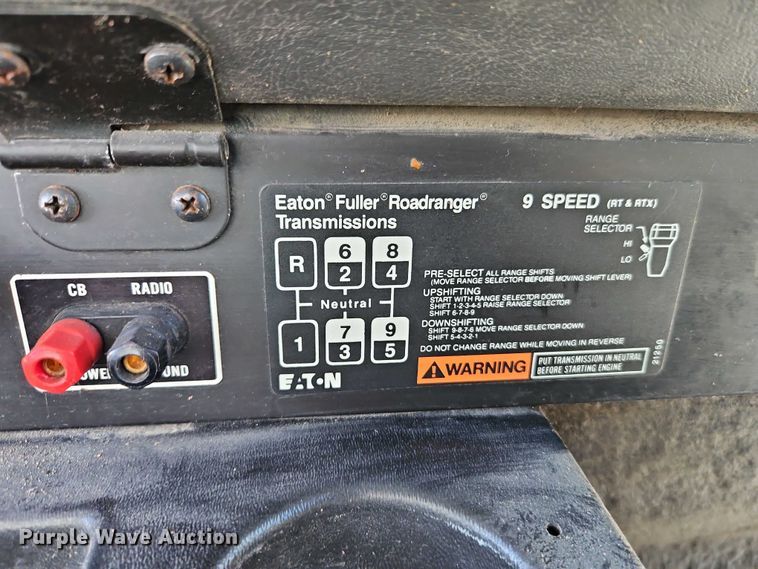 Eaton® Fuller® Roadranger® 9 SPEED (RT & RTX)
Transmissions
RANGE
SELECTOR
HI
LO
R 6 8
2 4
Neutral
1 7 9
3 5
PRE-SELECT ALL RANGE SHIFTS
(MOVE RANGE SELECTOR BEFORE MOVING SHIFT LEVER)
UPSHIFTING
START WITH RANGE SELECTOR DOWN
SHIFT 1-2-3-4-5 RAISE RANGE SELECTOR
SHIFT 6-7-8-9
DOWNSHIFTING
SHIFT 9-8-7-6 MOVE RANGE SELECTOR DOWN
SHIFT 5-4-3-2-1
DO NOT CHANGE RANGE WHILE MOVING IN REVERSE
21250
EATON
WARNING
PUT TRANSMISSION IN NEUTRAL
BEFORE STARTING ENGINE
CB RADIO
Purple Wave Auction